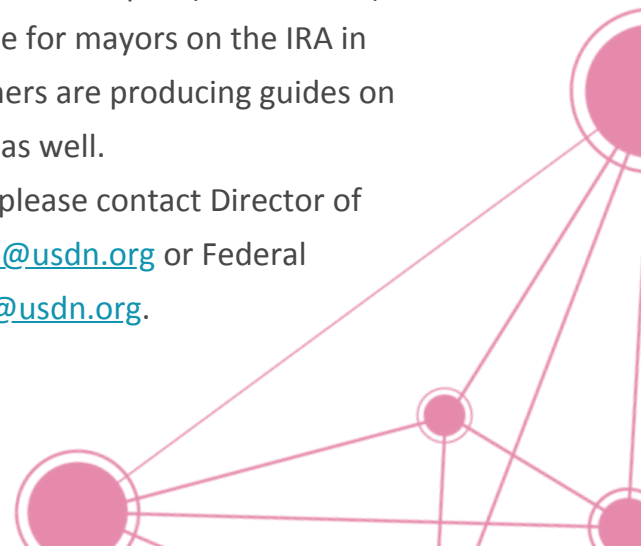 e for mayors on the IRA in
ners are producing guides on
as well.
please contact Director of
@usdn.org or Federal
@usdn.org.